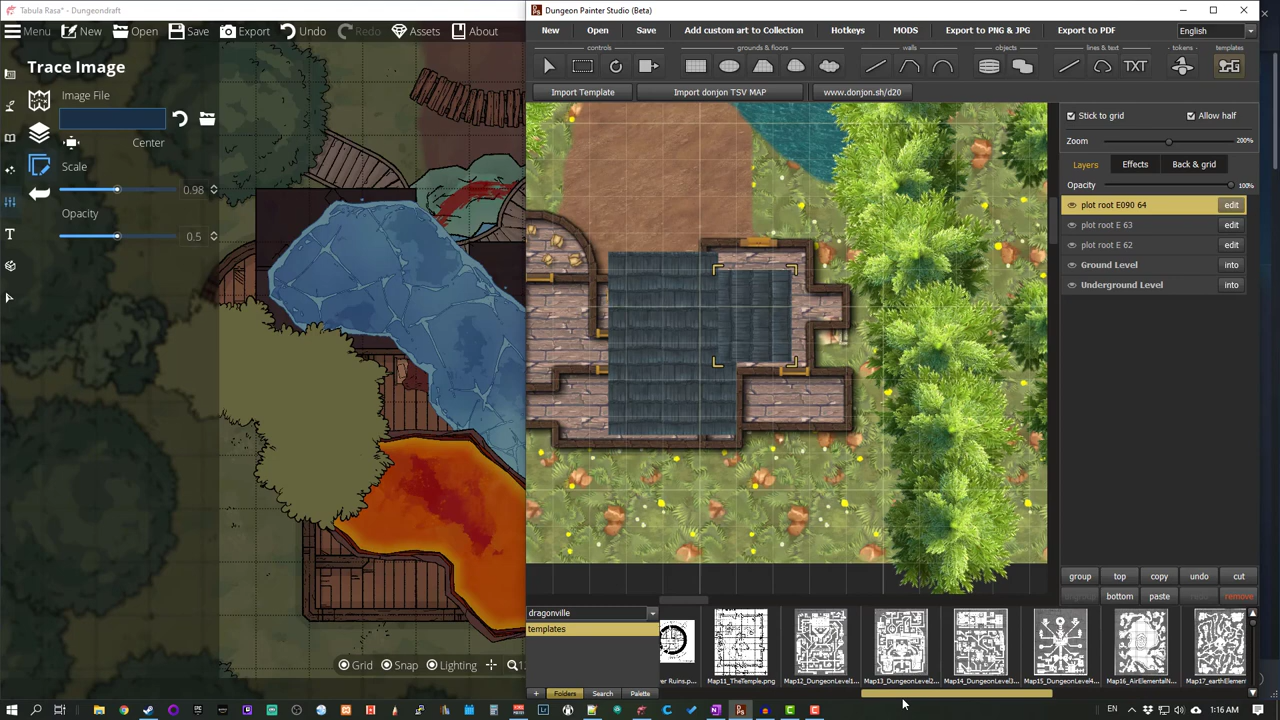 Tabula Rasa* - Dungeondraft
Menu New Open Save Export Undo Redo Assets About
Trace Image
Image File
Center
Scale
0.98
Opacity
0.5
Grid Snap Lighting
Dungeon Painter Studio (Beta)
New Open Save Add custom art to Collection Hotkeys MODS Export to PNG & JPG Export to PDF English
controls grounds & floors walls objects lines & text tokens templates
TXT
Import Template Import donjon TSV MAP www.donjon.sh/d20
Stick to grid Allow half
Zoom 200%
Layers Effects Back & grid
Opacity 100%
plot root E090 64 edit
plot root E 63 edit
plot root E 62 edit
Ground Level into
Underground Level into
group top copy undo cut
bottom paste remove
dragonville
templates
er Ruins.p... Map11_TheTemple.png Map12_DungeonLevel1... Map13_DungeonLevel2... Map14_DungeonLevel3... Map15_DungeonLevel4... Map16_AirElementalN... Map17_earthElemen...
+ Folders Search Palette
EN 1:16 AM